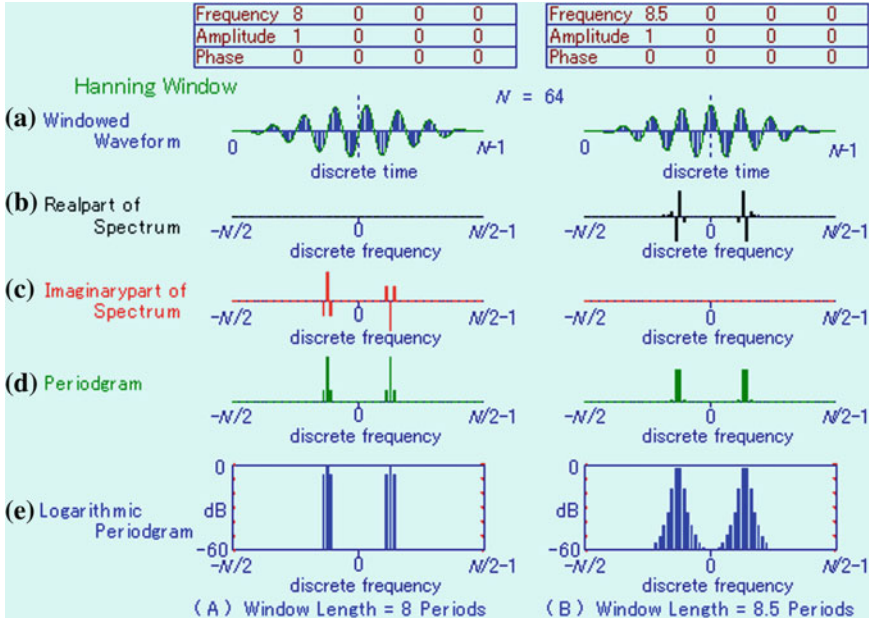 Frequency 8 0 0 0
Amplitude 1 0 0 0
Phase 0 0 0 0
Frequency 8.5 0 0 0
Amplitude 1 0 0 0
Phase 0 0 0 0
Hanning Window
N = 64
(a) Windowed
Waveform
0 N-1
discrete time
0 N-1
discrete time
(b) Realpart of
Spectrum
-N/2 0 N/2-1
discrete frequency
-N/2 0 N/2-1
discrete frequency
(c) Imaginarypart of
Spectrum
-N/2 0 N/2-1
discrete frequency
-N/2 0 N/2-1
discrete frequency
(d) Periodgram
-N/2 0 N/2-1
discrete frequency
-N/2 0 N/2-1
discrete frequency
(e) Logarithmic
Periodgram
0
dB
-60
-N/2 0 N/2-1
discrete frequency
0
dB
-60
-N/2 0 N/2-1
discrete frequency
(A) Window Length = 8 Periods
(B) Window Length = 8.5 Periods